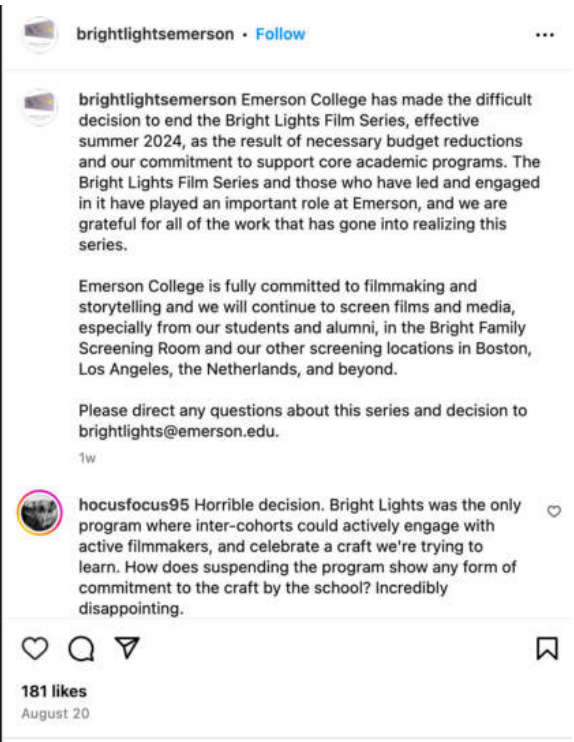 brightlightsemerson • Follow
brightlightsemerson Emerson College has made the difficult
decision to end the Bright Lights Film Series, effective
summer 2024, as the result of necessary budget reductions
and our commitment to support core academic programs. The
Bright Lights Film Series and those who have led and engaged
in it have played an important role at Emerson, and we are
grateful for all of the work that has gone into realizing this
series.
Emerson College is fully committed to filmmaking and
storytelling and we will continue to screen films and media,
especially from our students and alumni, in the Bright Family
Screening Room and our other screening locations in Boston,
Los Angeles, the Netherlands, and beyond.
Please direct any questions about this series and decision to
brightlights@emerson.edu.
1w
hocusfocus95 Horrible decision. Bright Lights was the only
program where inter-cohorts could actively engage with
active filmmakers, and celebrate a craft we're trying to
learn. How does suspending the program show any form of
commitment to the craft by the school? Incredibly
disappointing.
181 likes
August 20